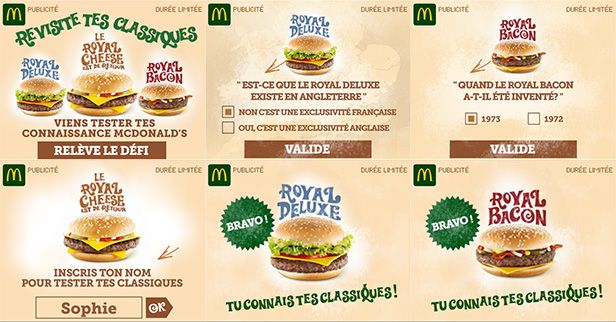 PUBLICITÉ
DURÉE LIMITÉE
REVISITE TES CLASSIQUES
LE
ROYAL
CHEESE
EST DE RETOUR
ROYAL
DELUXE
ROYAL
BACON
VIENS TESTER TES
CONNAISSANCE MCDONALD'S
RELÈVE LE DÉFI
PUBLICITÉ
DURÉE LIMITÉE
ROYAL
DELUXE
"EST-CE QUE LE ROYAL DELUXE
EXISTE EN ANGLETERRE"
NON C'EST UNE EXCLUSIVITÉ FRANÇAISE
OUI, C'EST UNE EXCLUSIVITÉ ANGLAISE
VALIDE
PUBLICITÉ
DURÉE LIMITÉE
ROYAL
BACON
"QUAND LE ROYAL BACON
A-T-IL ÉTÉ INVENTÉ?"
1973
1972
VALIDE
PUBLICITÉ
DURÉE LIMITÉE
LE
ROYAL
CHEESE
EST DE RETOUR
INSCRIS TON NOM
POUR TESTER TES CLASSIQUES
Sophie
OK
PUBLICITÉ
DURÉE LIMITÉE
ROYAL
DELUXE
BRAVO !
TU CONNAIS TES CLASSIQUES !
PUBLICITÉ
DURÉE LIMITÉE
ROYAL
BACON
BRAVO !
TU CONNAIS TES CLASSIQUES !